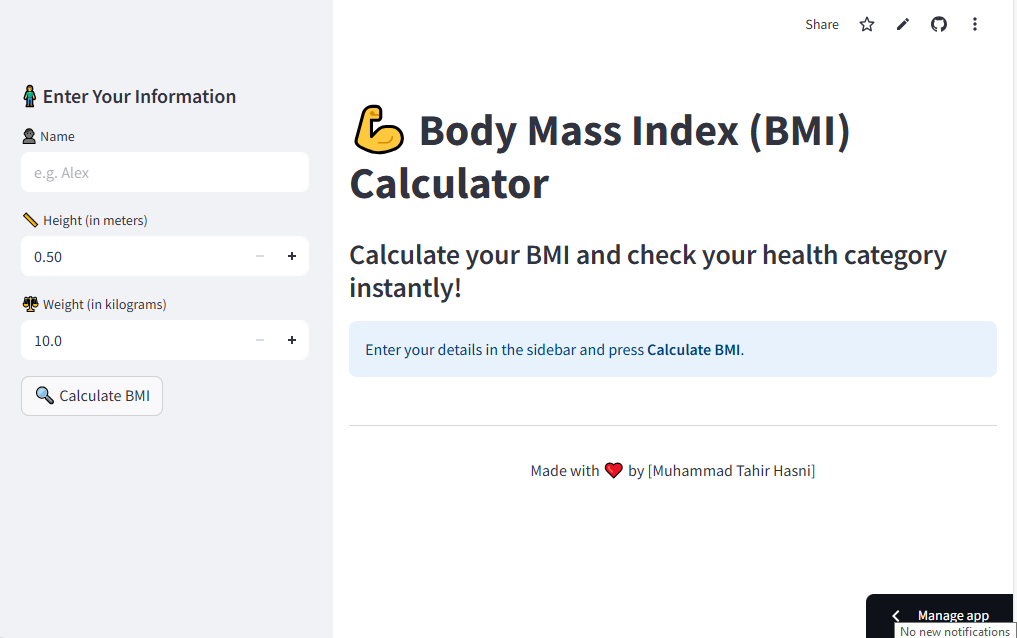 Share
Enter Your Information
Name
e.g. Alex
Height (in meters)
0.50
Weight (in kilograms)
10.0
Calculate BMI
Body Mass Index (BMI)
Calculator
Calculate your BMI and check your health category
instantly!
Enter your details in the sidebar and press Calculate BMI.
Made with ❤️ by [Muhammad Tahir Hasni]
Manage app
No new notifications